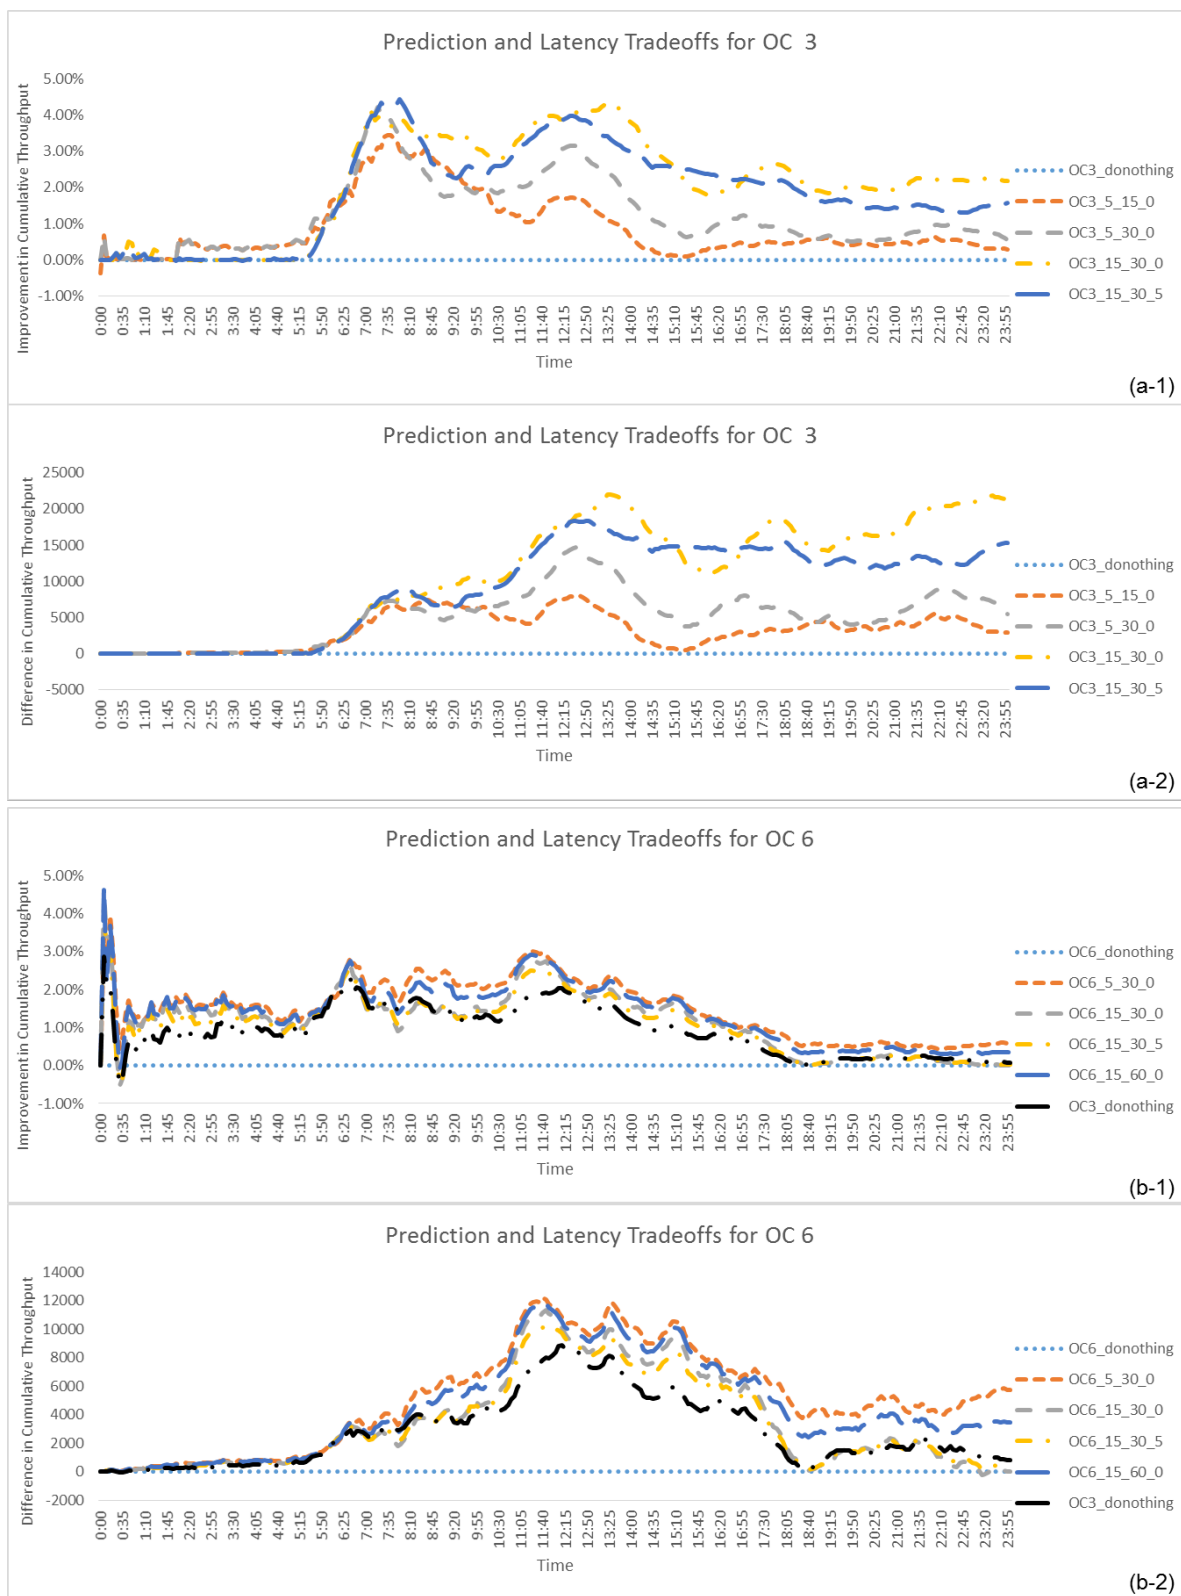 Prediction and Latency Tradeoffs for OC 3
Improvement in Cumulative Throughput
5.00%
4.00%
3.00%
2.00%
1.00%
0.00%
-1.00%
0:00 0:35 1:10 1:45 2:20 2:55 3:30 4:05 4:40 5:15 5:50 6:25 7:00 7:35 8:10 8:45 9:20 9:55 10:30 11:05 11:40 12:15 12:50 13:25 14:00 14:35 15:10 15:45 16:20 16:55 17:30 18:05 18:40 19:15 19:50 20:25 21:00 21:35 22:10 22:45 23:20 23:55
Time
OC3_donothing
OC3_5_15_0
OC3_5_30_0
OC3_15_30_0
OC3_15_30_5
(a-1)
Prediction and Latency Tradeoffs for OC 3
Difference in Cumulative Throughput
25000
20000
15000
10000
5000
0
-5000
0:00 0:35 1:10 1:45 2:20 2:55 3:30 4:05 4:40 5:15 5:50 6:25 7:00 7:35 8:10 8:45 9:20 9:55 10:30 11:05 11:40 12:15 12:50 13:25 14:00 14:35 15:10 15:45 16:20 16:55 17:30 18:05 18:40 19:15 19:50 20:25 21:00 21:35 22:10 22:45 23:20 23:55
Time
OC3_donothing
OC3_5_15_0
OC3_5_30_0
OC3_15_30_0
OC3_15_30_5
(a-2)
Prediction and Latency Tradeoffs for OC 6
Improvement in Cumulative Throughput
5.00%
4.00%
3.00%
2.00%
1.00%
0.00%
-1.00%
0:00 0:35 1:10 1:45 2:20 2:55 3:30 4:05 4:40 5:15 5:50 6:25 7:00 7:35 8:10 8:45 9:20 9:55 10:30 11:05 11:40 12:15 12:50 13:25 14:00 14:35 15:10 15:45 16:20 16:55 17:30 18:05 18:40 19:15 19:50 20:25 21:00 21:35 22:10 22:45 23:20 23:55
Time
OC6_donothing
OC6_5_30_0
OC6_15_30_0
OC6_15_30_5
OC6_15_60_0
OC3_donothing
(b-1)
Prediction and Latency Tradeoffs for OC 6
Difference in Cumulative Throughput
14000
12000
10000
8000
6000
4000
2000
0
-2000
0:00 0:35 1:10 1:45 2:20 2:55 3:30 4:05 4:40 5:15 5:50 6:25 7:00 7:35 8:10 8:45 9:20 9:55 10:30 11:05 11:40 12:15 12:50 13:25 14:00 14:35 15:10 15:45 16:20 16:55 17:30 18:05 18:40 19:15 19:50 20:25 21:00 21:35 22:10 22:45 23:20 23:55
Time
OC6_donothing
OC6_5_30_0
OC6_15_30_0
OC6_15_30_5
OC6_15_60_0
OC3_donothing
(b-2)